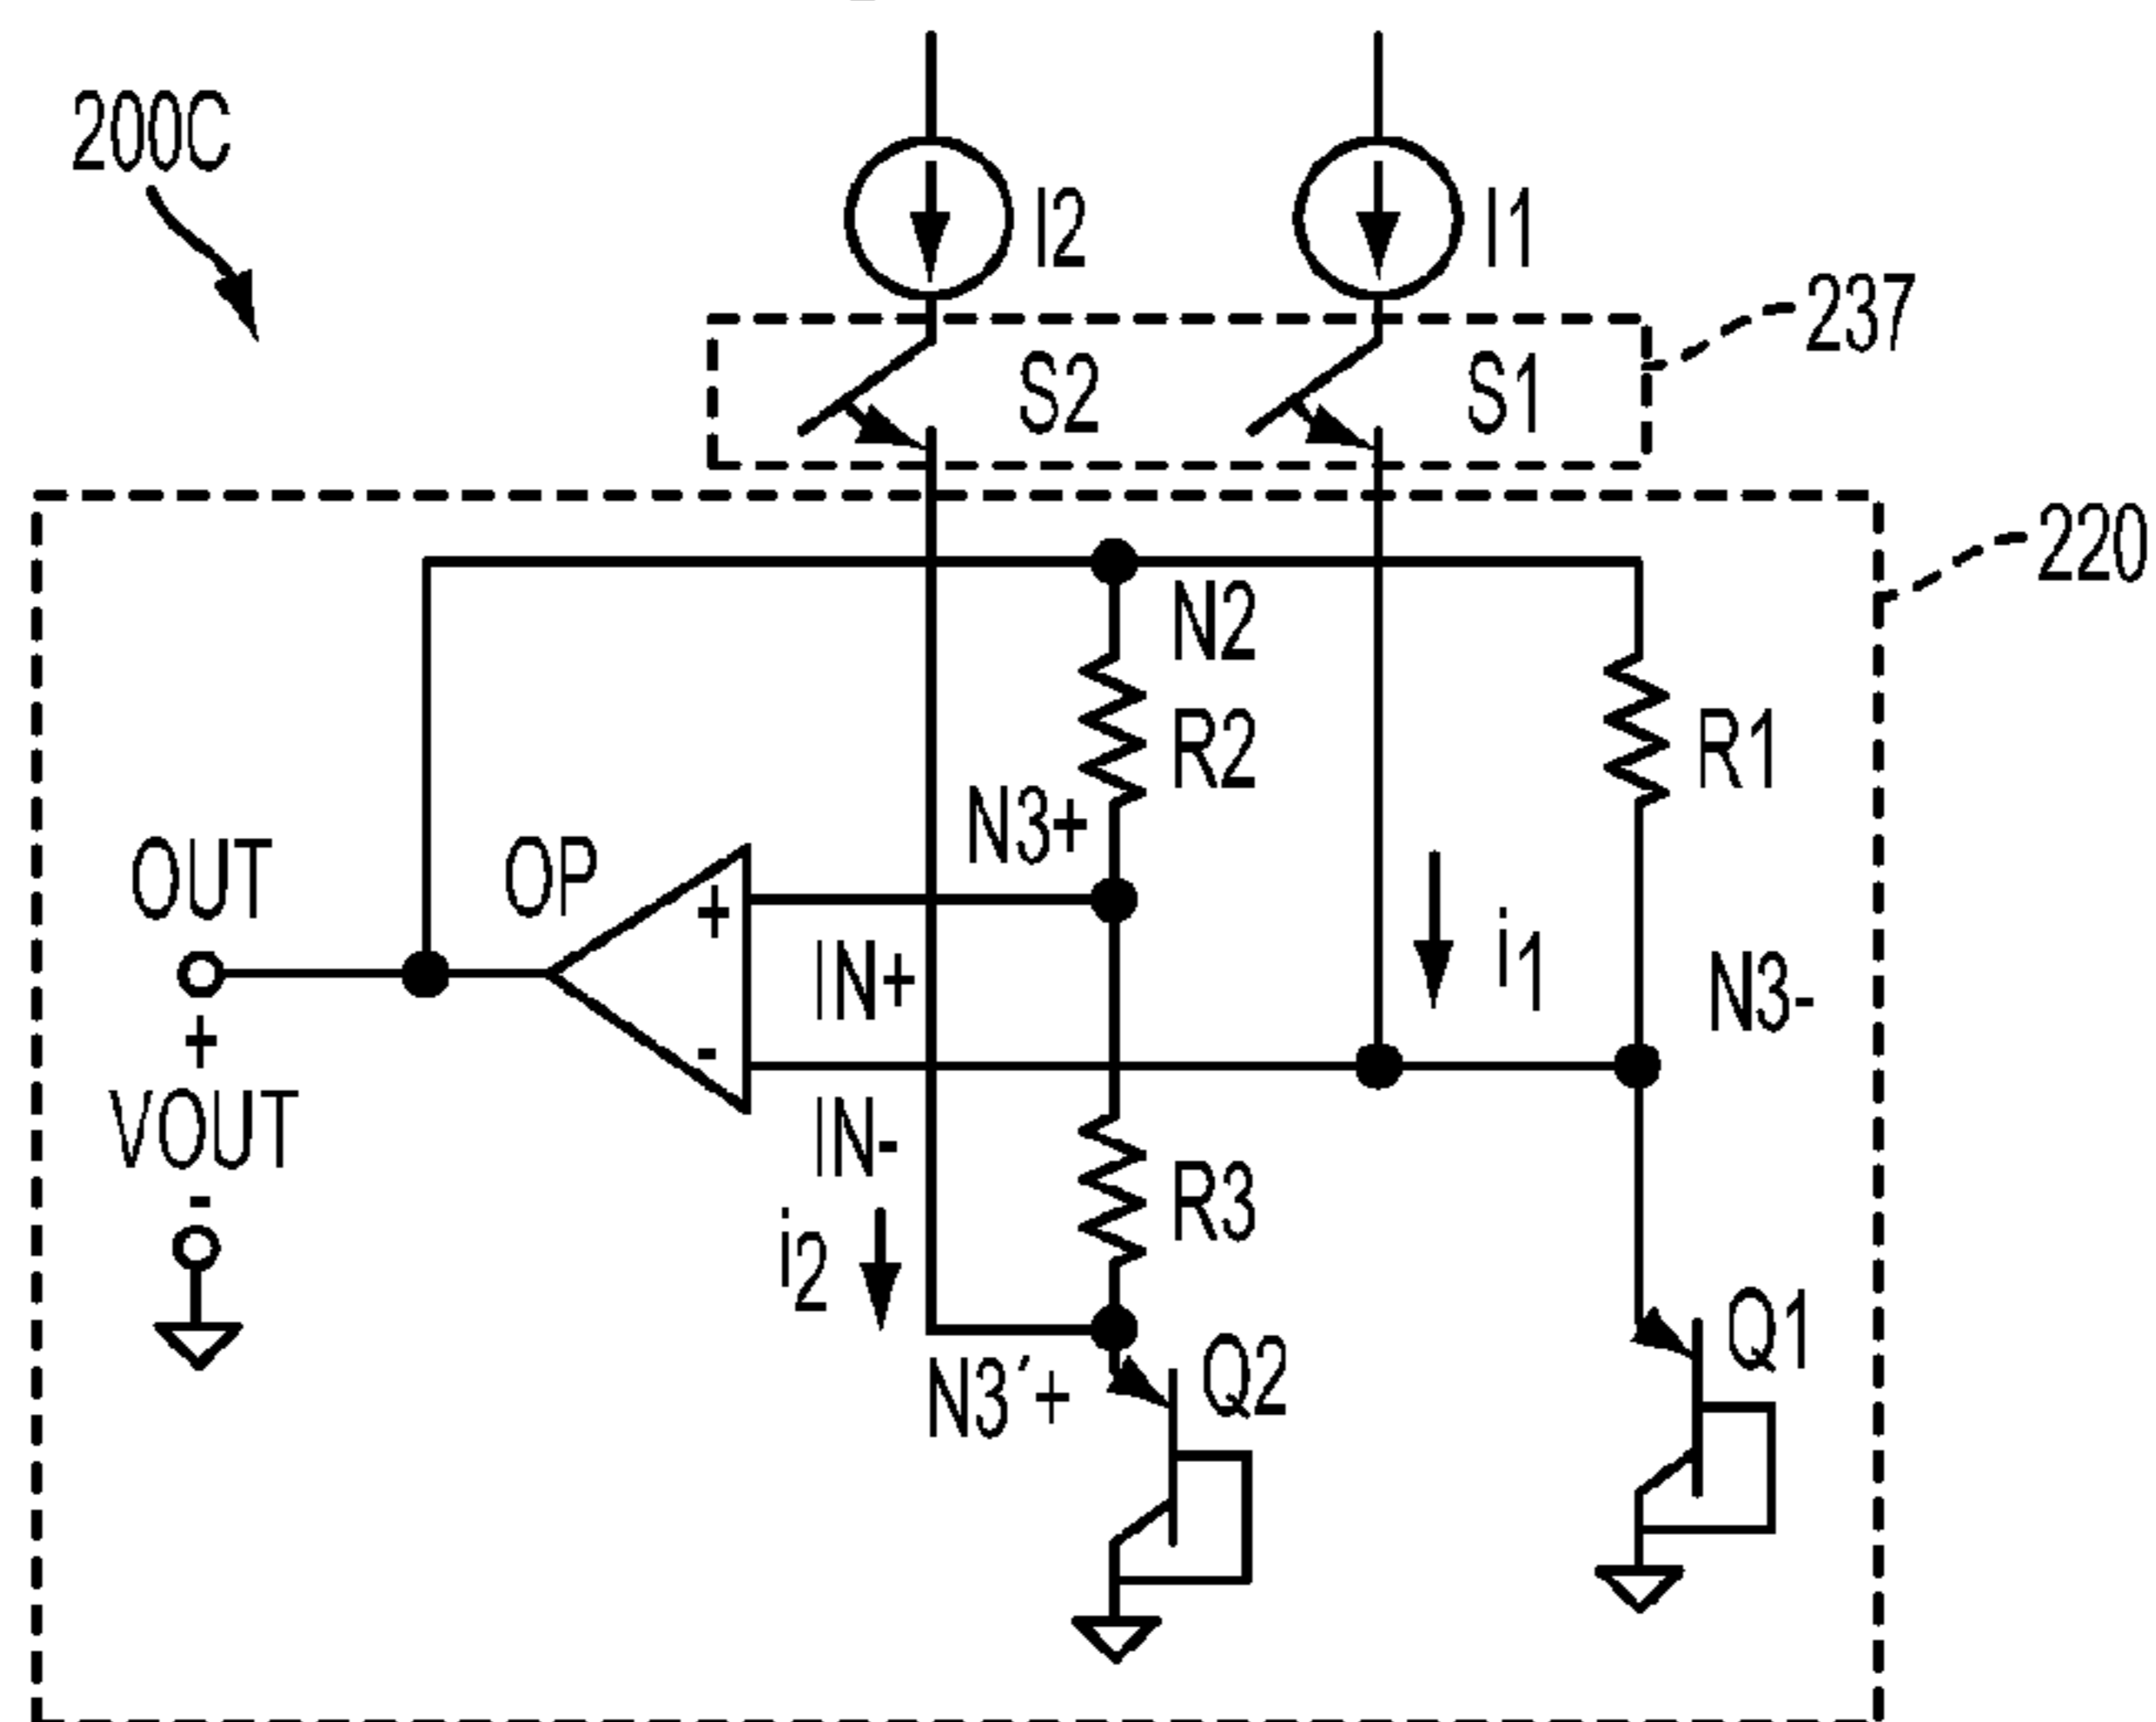 200C
I2
I1
237
S2
S1
220
N2
R2
R1
N3+
OUT
OP
+
IN+
i1
N3-
+
-
VOUT
IN-
R3
-
i2
Q2
Q1
N3´+